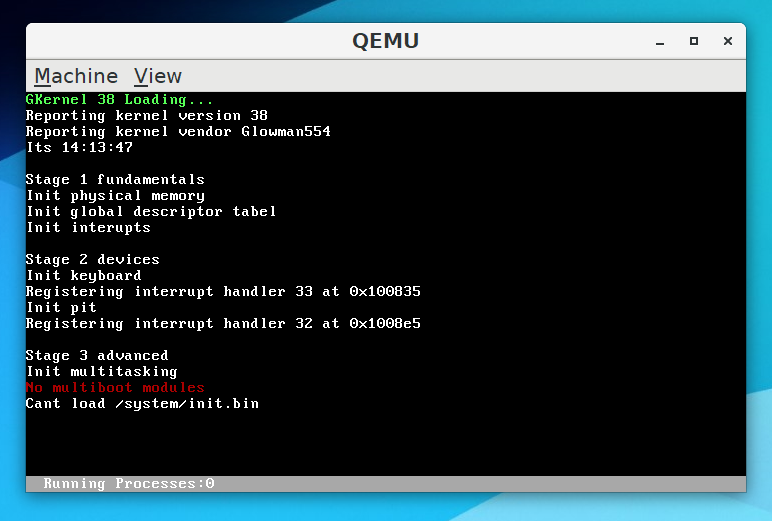 QEMU
Machine View
GKernel 38 Loading...
Reporting kernel version 38
Reporting kernel vendor Glowman554
Its 14:13:47
Stage 1 fundamentals
Init physical memory
Init global descriptor tabel
Init interupts
Stage 2 devices
Init keyboard
Registering interrupt handler 33 at 0x100835
Init pit
Registering interrupt handler 32 at 0x1008e5
Stage 3 advanced
Init multitasking
No multiboot modules
Cant load /system/init.bin
Running Processes:0